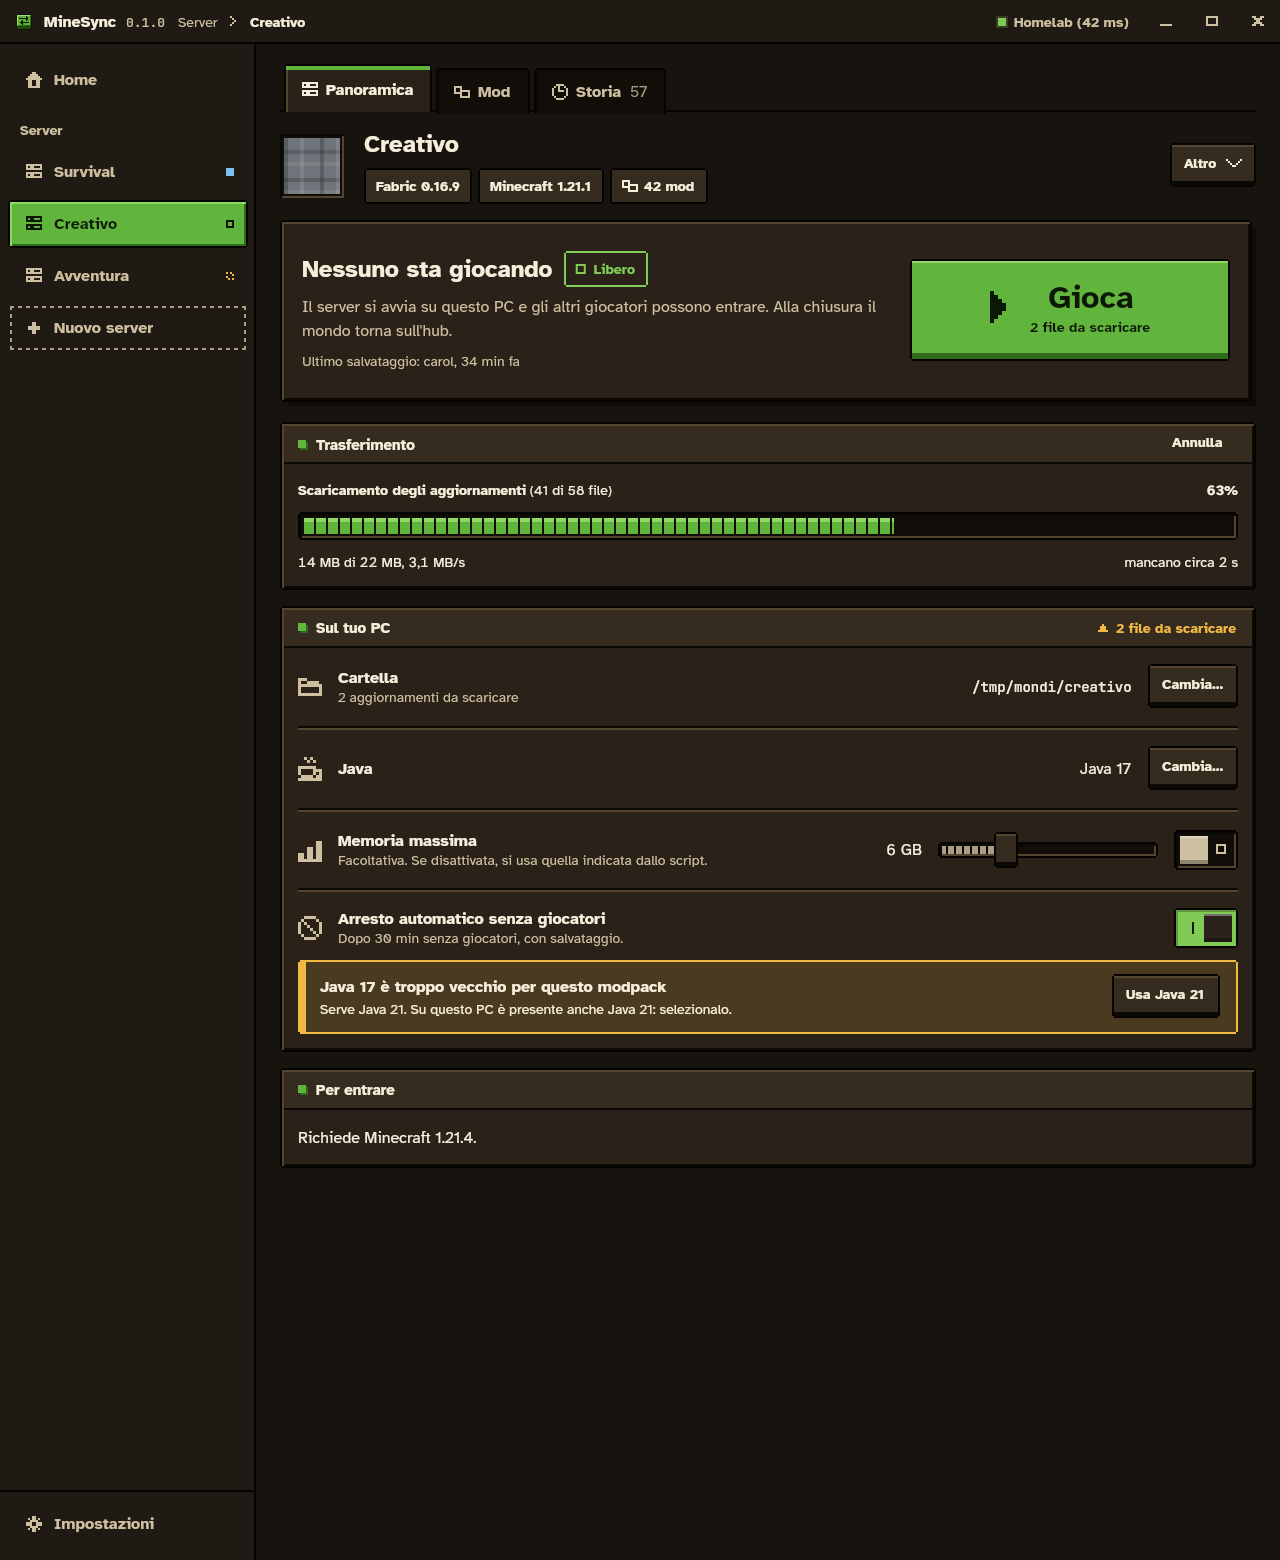 MineSync 0.1.0 Server Creativo
Homelab (42 ms)
Home
Server
Survival
Creativo
Avventura
Nuovo server
Impostazioni
Panoramica
Mod
Storia 57
Creativo
Fabric 0.16.9
Minecraft 1.21.1
42 mod
Altro
Nessuno sta giocando
Libero
Il server si avvia su questo PC e gli altri giocatori possono entrare. Alla chiusura il
mondo torna sull'hub.
Ultimo salvataggio: carol, 34 min fa
Gioca
2 file da scaricare
Trasferimento
Annulla
Scaricamento degli aggiornamenti (41 di 58 file)
63%
14 MB di 22 MB, 3,1 MB/s
mancano circa 2 s
Sul tuo PC
2 file da scaricare
Cartella
2 aggiornamenti da scaricare
/tmp/mondi/creativo
Cambia...
Java
Java 17
Cambia...
Memoria massima
Facoltativa. Se disattivata, si usa quella indicata dallo script.
6 GB
Arresto automatico senza giocatori
Dopo 30 min senza giocatori, con salvataggio.
Java 17 è troppo vecchio per questo modpack
Serve Java 21. Su questo PC è presente anche Java 21: selezionalo.
Usa Java 21
Per entrare
Richiede Minecraft 1.21.4.